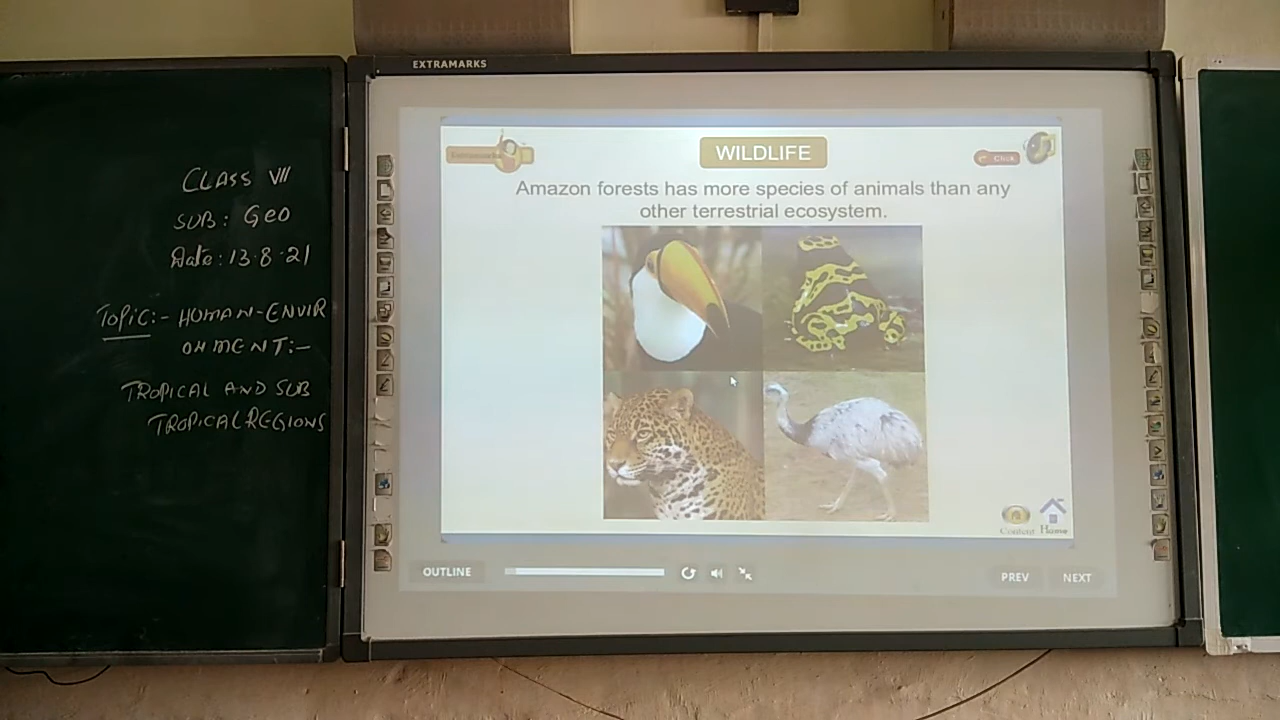 EXTRAMARKS
CLASS VII
SUB: GEO
Date: 13.8.21
TOPIC:- HUMAN-ENVIR
ONMENT:-
TROPICAL AND SUB
TROPICAL REGIONS
WILDLIFE
Click
Amazon forests has more species of animals than any
other terrestrial ecosystem.
Content Home
OUTLINE
PREV NEXT